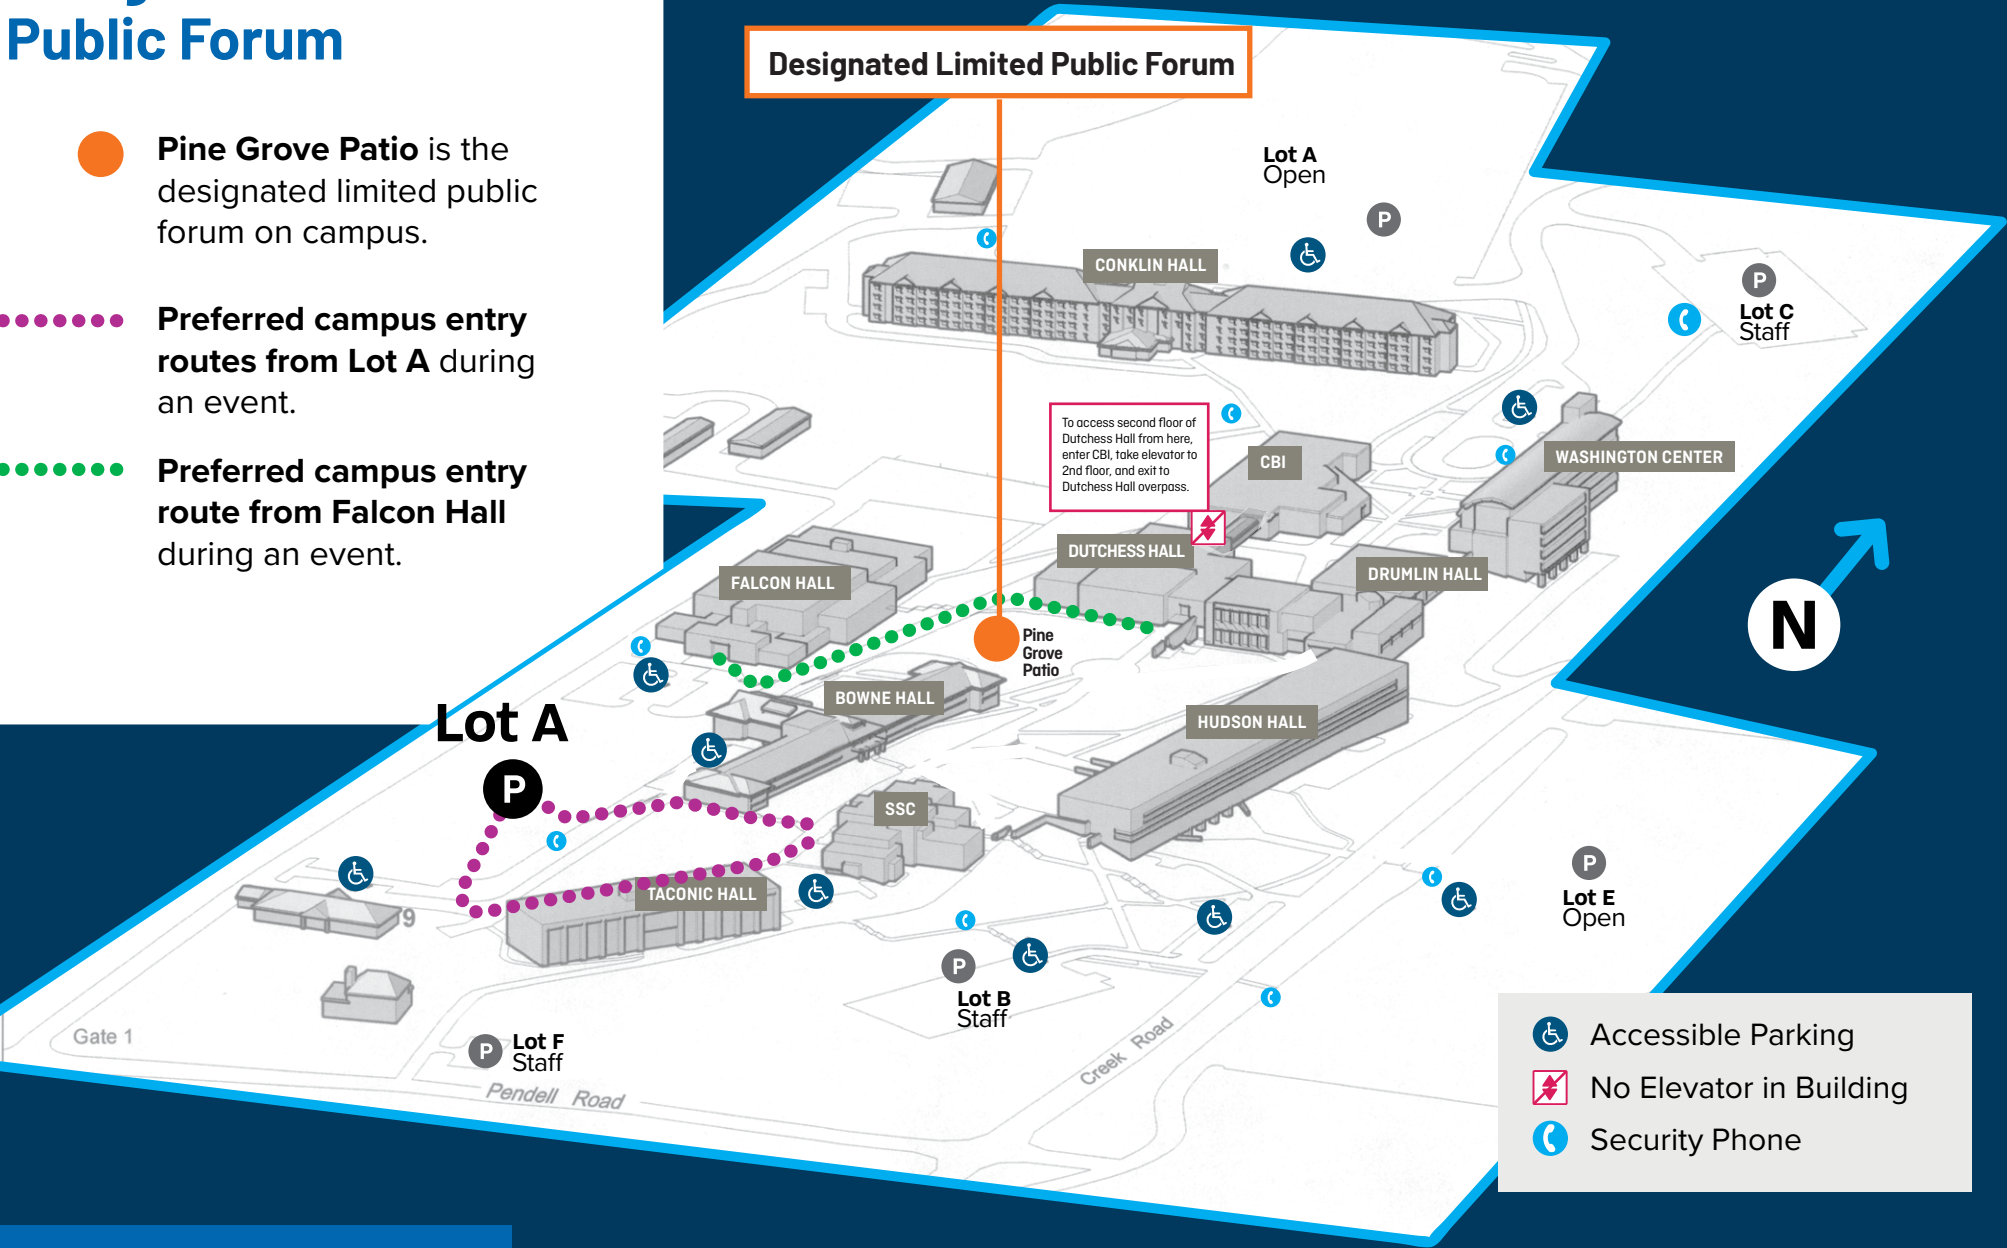 Public Forum
Pine Grove Patio is the
designated limited public
forum on campus.
Preferred campus entry
routes from Lot A during
an event.
Preferred campus entry
route from Falcon Hall
during an event.
Designated Limited Public Forum
Lot A
Open
P
CONKLIN HALL
P
Lot C
Staff
To access second floor of
Dutchess Hall from here,
enter CBI, take elevator to
2nd floor, and exit to
Dutchess Hall overpass.
CBI
WASHINGTON CENTER
DUTCHESS HALL
DRUMLIN HALL
FALCON HALL
N
Pine
Grove
Patio
BOWNE HALL
HUDSON HALL
Lot A
P
SSC
TACONIC HALL
9
P
Lot E
Open
P
Lot B
Staff
Gate 1
P
Lot F
Staff
Pendell Road
Creek Road
Accessible Parking
No Elevator in Building
Security Phone